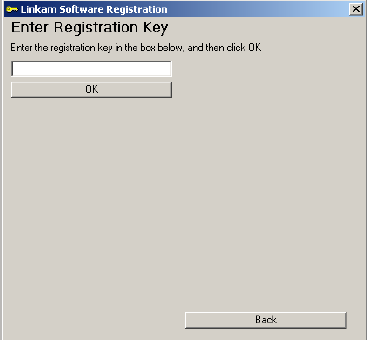 Linkam Software Registration
Enter Registration Key
Enter the registration key in the box below, and then click OK
OK
Back